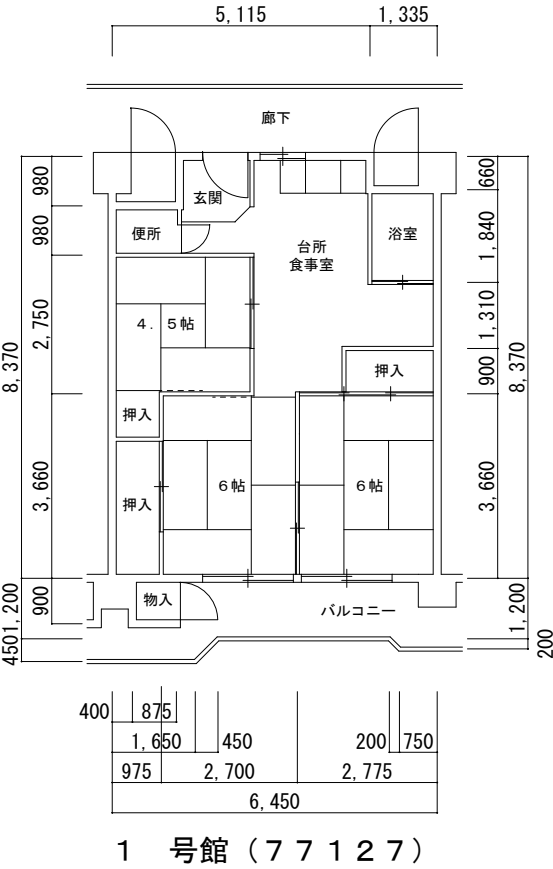 5,115
1,335
廊下
玄関
便所
台所
食事室
浴室
4.5帖
押入
押入
押入
6帖
6帖
物入
バルコニー
980
980
2,750
3,660
8,370
1,200
900
450
660
1,840
1,310
900
3,660
8,370
1,200
200
400
875
1,650
450
200
750
975
2,700
2,775
6,450
1 号館(77127)